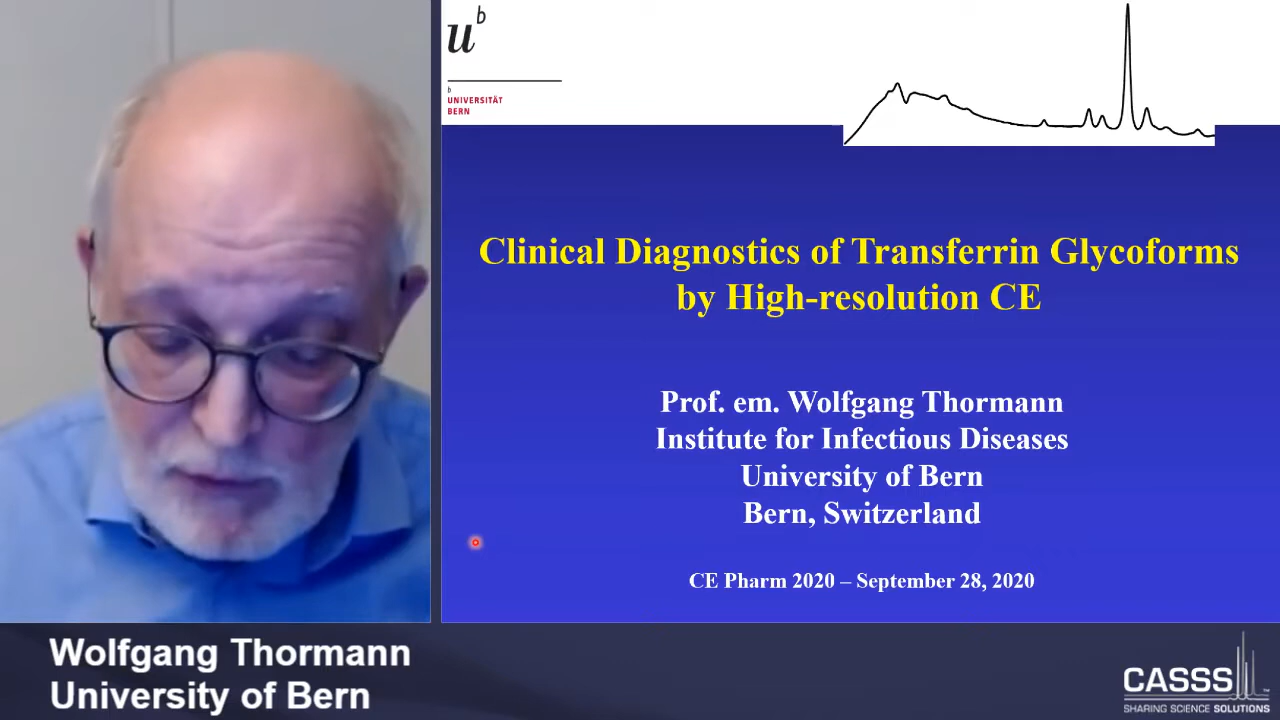 u
b
b
UNIVERSITÄT
BERN
Clinical Diagnostics of Transferrin Glycoforms
by High-resolution CE
Prof. em. Wolfgang Thormann
Institute for Infectious Diseases
University of Bern
Bern, Switzerland
CE Pharm 2020 – September 28, 2020
Wolfgang Thormann
University of Bern
CASSS
SHARING SCIENCE SOLUTIONS